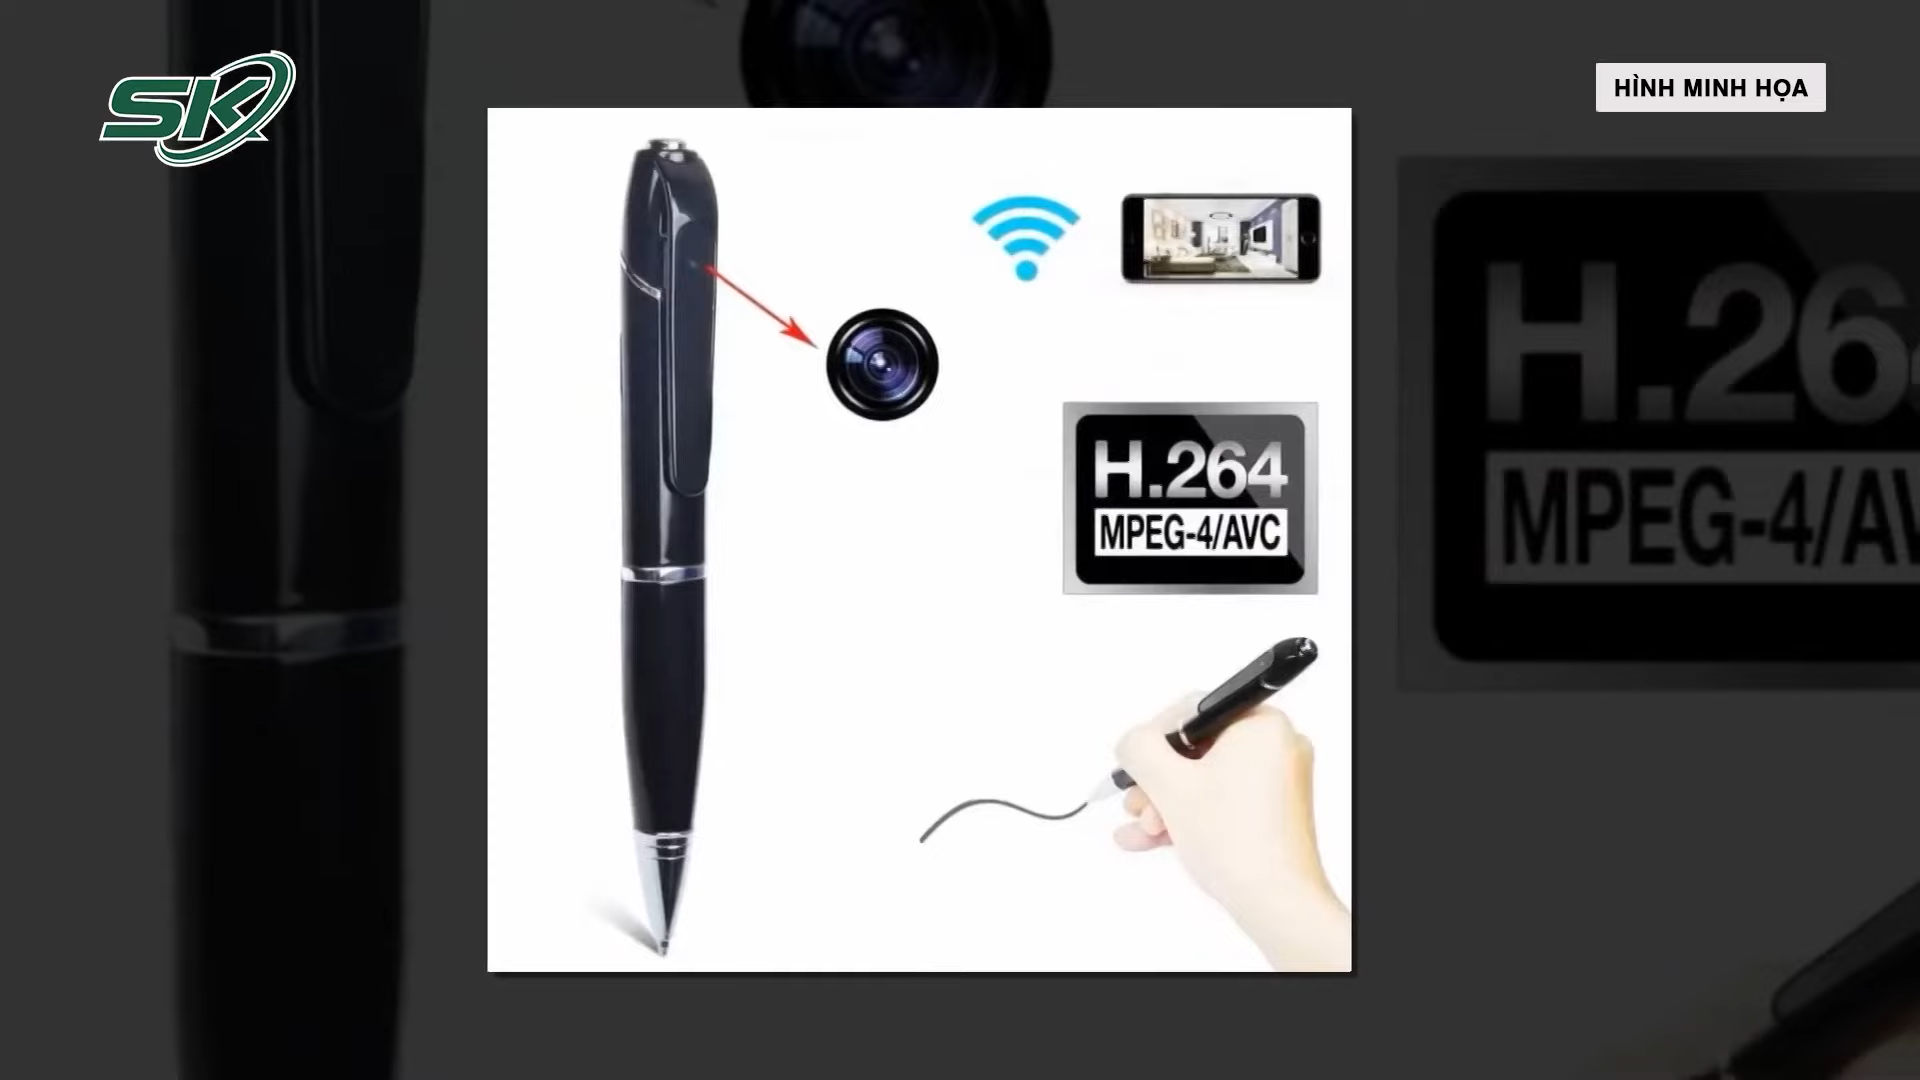 SK
HÌNH MINH HỌA
H.264
MPEG-4/AVC
H.26
MPEG-4/AV